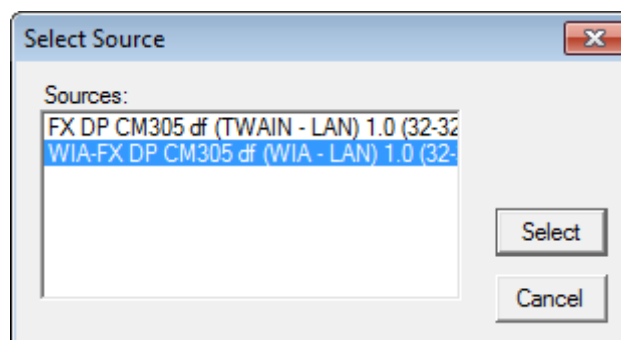 Select Source
Sources:
FX DP CM305 df (TWAIN - LAN) 1.0 (32-32
WIA-FX DP CM305 df (WIA - LAN) 1.0 (32-
Select
Cancel